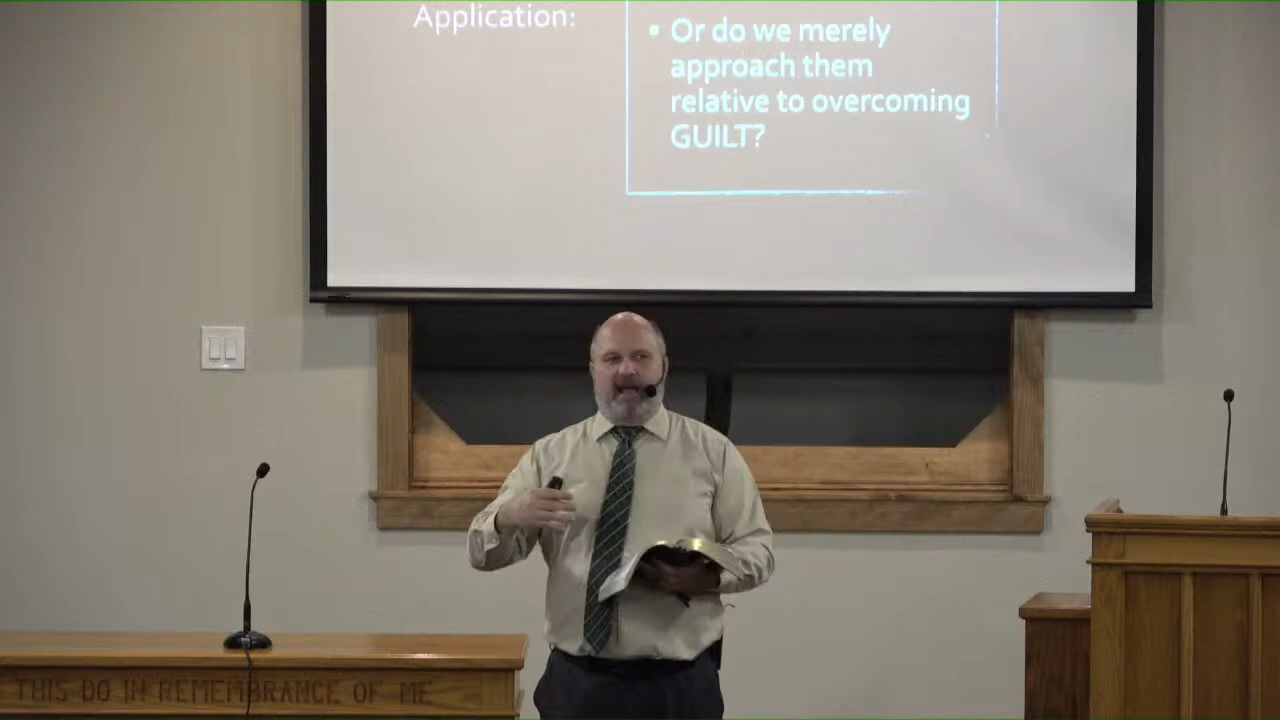 Application:
▪ Or do we merely
approach them
relative to overcoming
GUILT?
THIS DO IN REMEMBRANCE OF ME